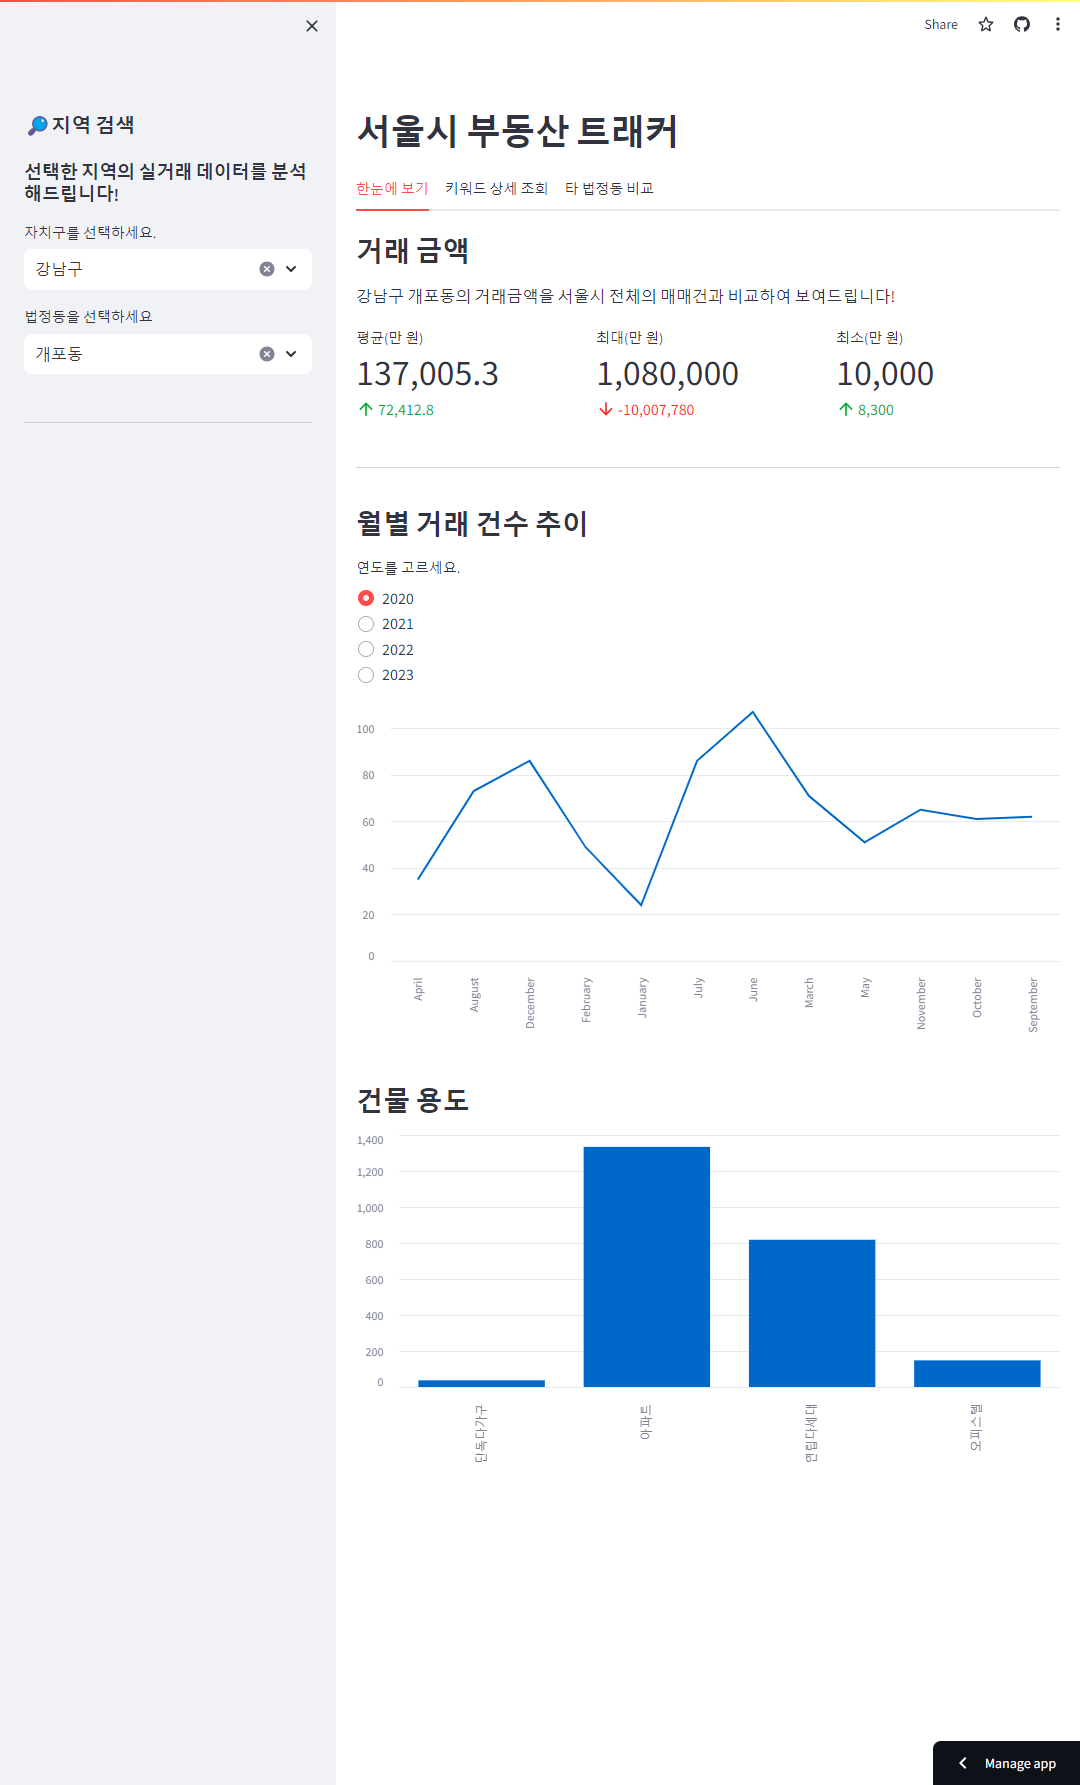 Share
지역 검색
선택한 지역의 실거래 데이터를 분석
해드립니다!
자치구를 선택하세요.
강남구
법정동을 선택하세요
개포동
서울시 부동산 트래커
한눈에 보기 키워드 상세 조회 타 법정동 비교
거래 금액
강남구 개포동의 거래금액을 서울시 전체의 매매건과 비교하여 보여드립니다!
평균(만 원) 최대(만 원) 최소(만 원)
137,005.3 1,080,000 10,000
72,412.8 -10,007,780 8,300
월별 거래 건수 추이
연도를 고르세요.
2020
2021
2022
2023
100
80
60
40
20
0
April August December February January July June March May November October September
건물 용도
1,400
1,200
1,000
800
600
400
200
0
단독다가구 아파트 연립다세대 오피스텔
Manage app